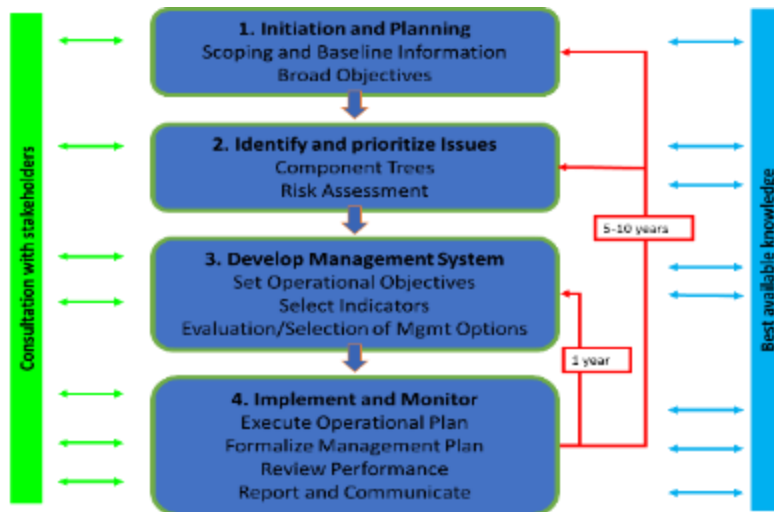 Consultation with stakeholders
1. Initiation and Planning
Scoping and Baseline Information
Broad Objectives
2. Identify and prioritize Issues
Component Trees
Risk Assessment
5-10 years
3. Develop Management System
Set Operational Objectives
Select Indicators
Evaluation/Selection of Mgmt Options
1 year
4. Implement and Monitor
Execute Operational Plan
Formalize Management Plan
Review Performance
Report and Communicate
Best available knowledge